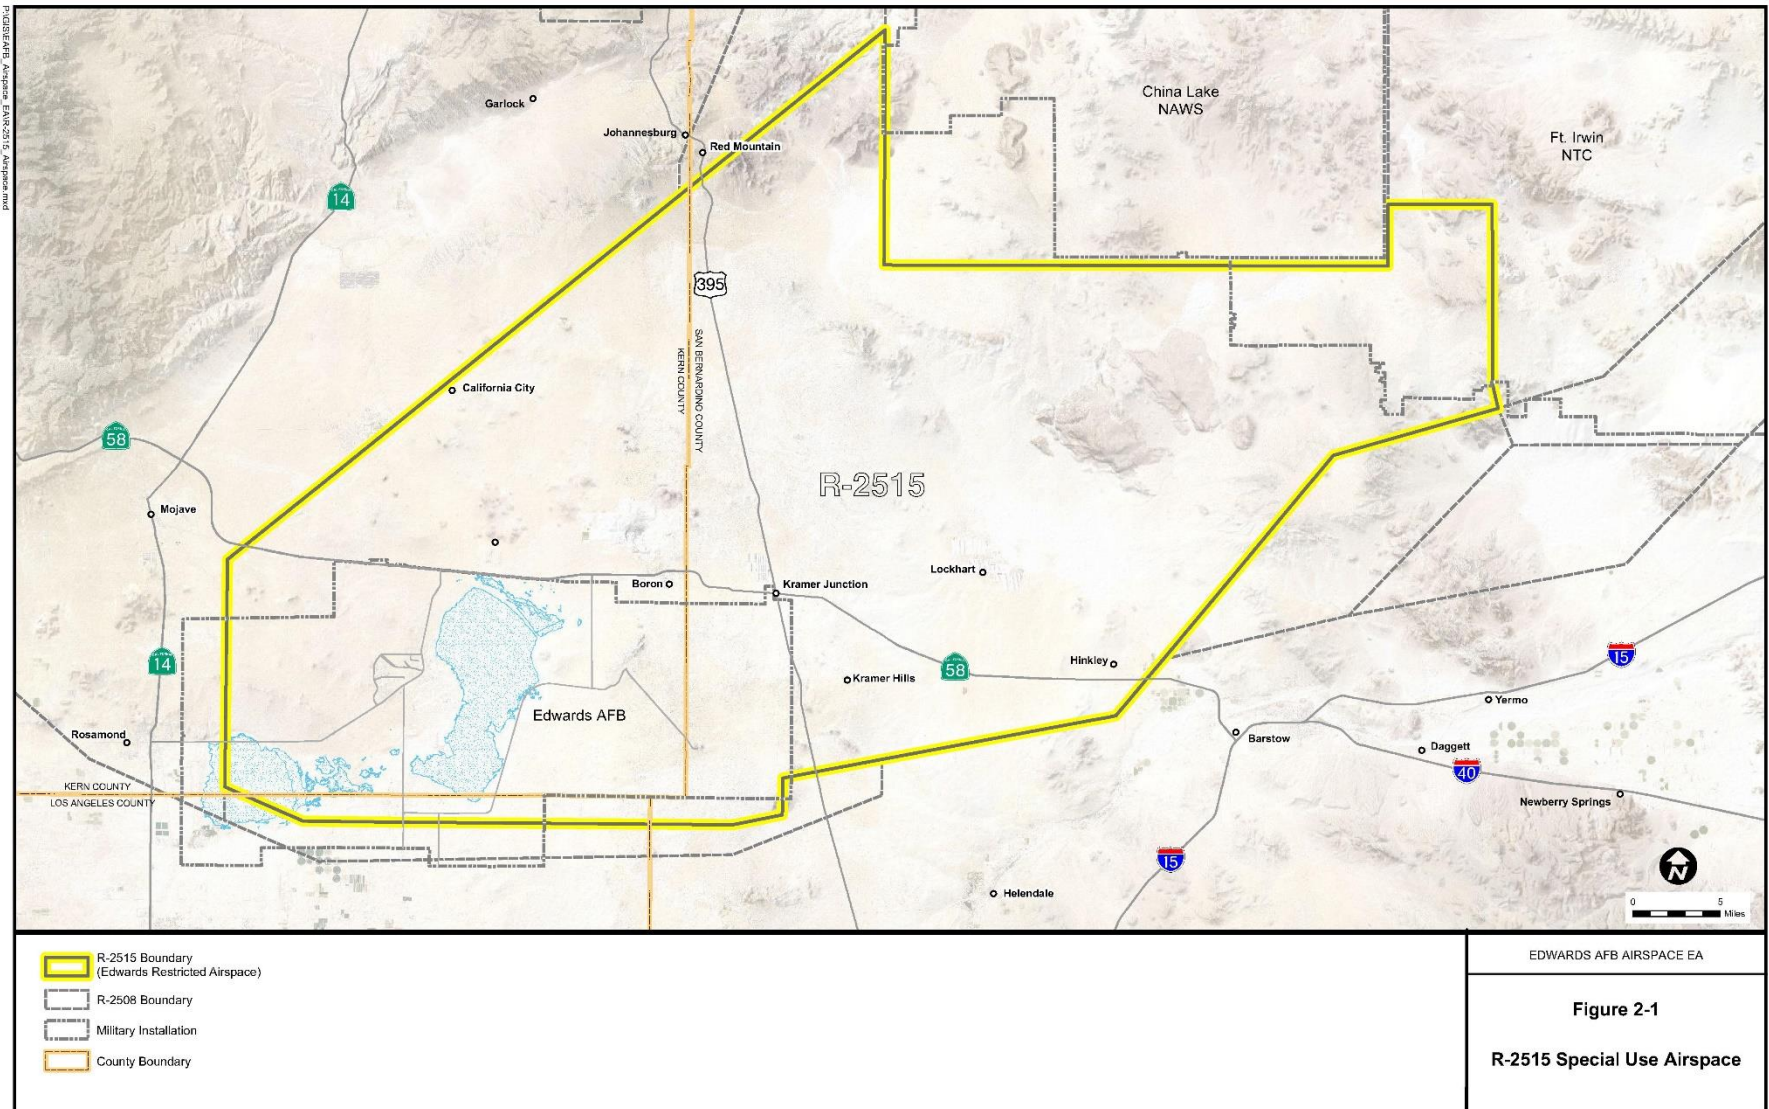 P:\GIS\EAFB_Airspace_EA\R-2515_Airspace.mxd
China Lake
NAWS
Garlock
Johannesburg
Ft. Irwin
NTC
Red Mountain
14
395
SAN BERNARDINO COUNTY
KERN COUNTY
California City
58
R-2515
Mojave
Lockhart
Boron
Kramer Junction
14
Hinkley
58
15
Kramer Hills
Yermo
Edwards AFB
Rosamond
Barstow
Daggett
40
KERN COUNTY
LOS ANGELES COUNTY
Newberry Springs
15
N
Helendale
0 5
Miles
R-2515 Boundary
(Edwards Restricted Airspace)
R-2508 Boundary
Military Installation
County Boundary
EDWARDS AFB AIRSPACE EA
Figure 2-1
R-2515 Special Use Airspace